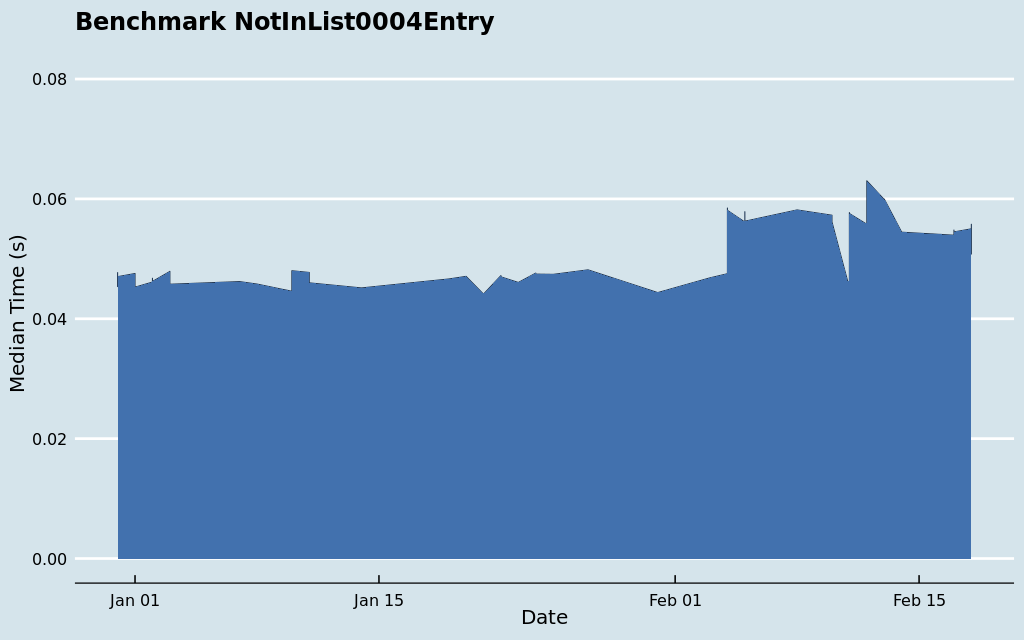 Benchmark NotInList0004Entry
Median Time (s)
0.08
0.06
0.04
0.02
0.00
Jan 01
Jan 15
Feb 01
Feb 15
Date